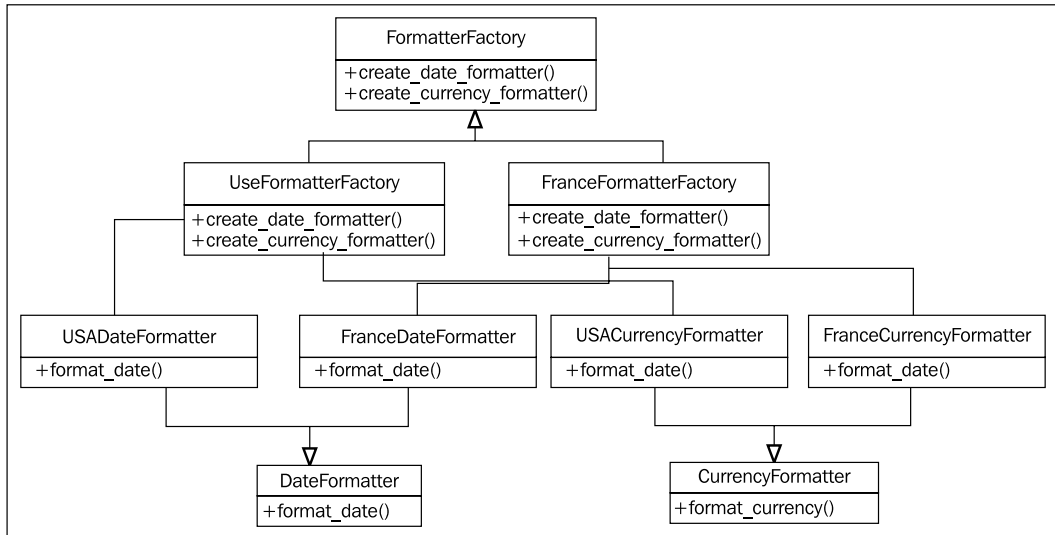 FormatterFactory
+create_date_formatter()
+create_currency_formatter()
UseFormatterFactory
+create_date_formatter()
+create_currency_formatter()
FranceFormatterFactory
+create_date_formatter()
+create_currency_formatter()
USADateFormatter
+format_date()
FranceDateFormatter
+format_date()
USACurrencyFormatter
+format_date()
FranceCurrencyFormatter
+format_date()
DateFormatter
+format_date()
CurrencyFormatter
+format_currency()